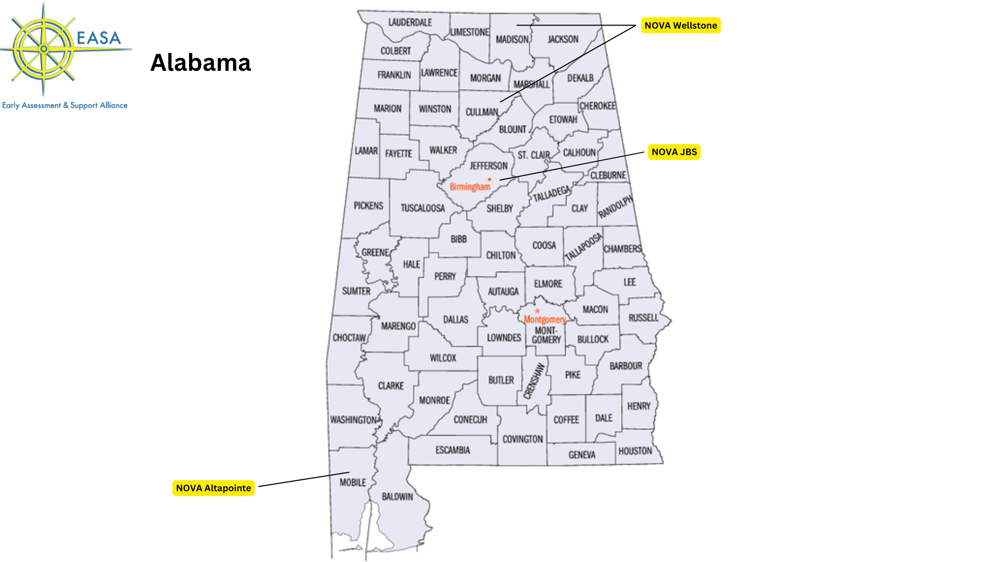 EASA
Early Assessment & Support Alliance
Alabama
NOVA Wellstone
NOVA JBS
NOVA Altapointe
LAUDERDALE
LIMESTONE
MADISON
JACKSON
COLBERT
FRANKLIN
LAWRENCE
MORGAN
MARSHALL
DEKALB
MARION
WINSTON
CULLMAN
CHEROKEE
ETOWAH
BLOUNT
LAMAR
FAYETTE
WALKER
JEFFERSON
ST. CLAIR
CALHOUN
CLEBURNE
Birmingham
PICKENS
TUSCALOOSA
SHELBY
TALLADEGA
CLAY
RANDOLPH
BIBB
COOSA
TALLAPOOSA
CHAMBERS
GREENE
HALE
CHILTON
PERRY
AUTAUGA
ELMORE
LEE
SUMTER
MACON
RUSSELL
Montgomery
MONT-
GOMERY
MARENGO
DALLAS
CHOCTAW
LOWNDES
BULLOCK
WILCOX
BARBOUR
CLARKE
BUTLER
CRENSHAW
PIKE
MONROE
HENRY
WASHINGTON
CONECUH
COFFEE
DALE
COVINGTON
ESCAMBIA
GENEVA
HOUSTON
MOBILE
BALDWIN